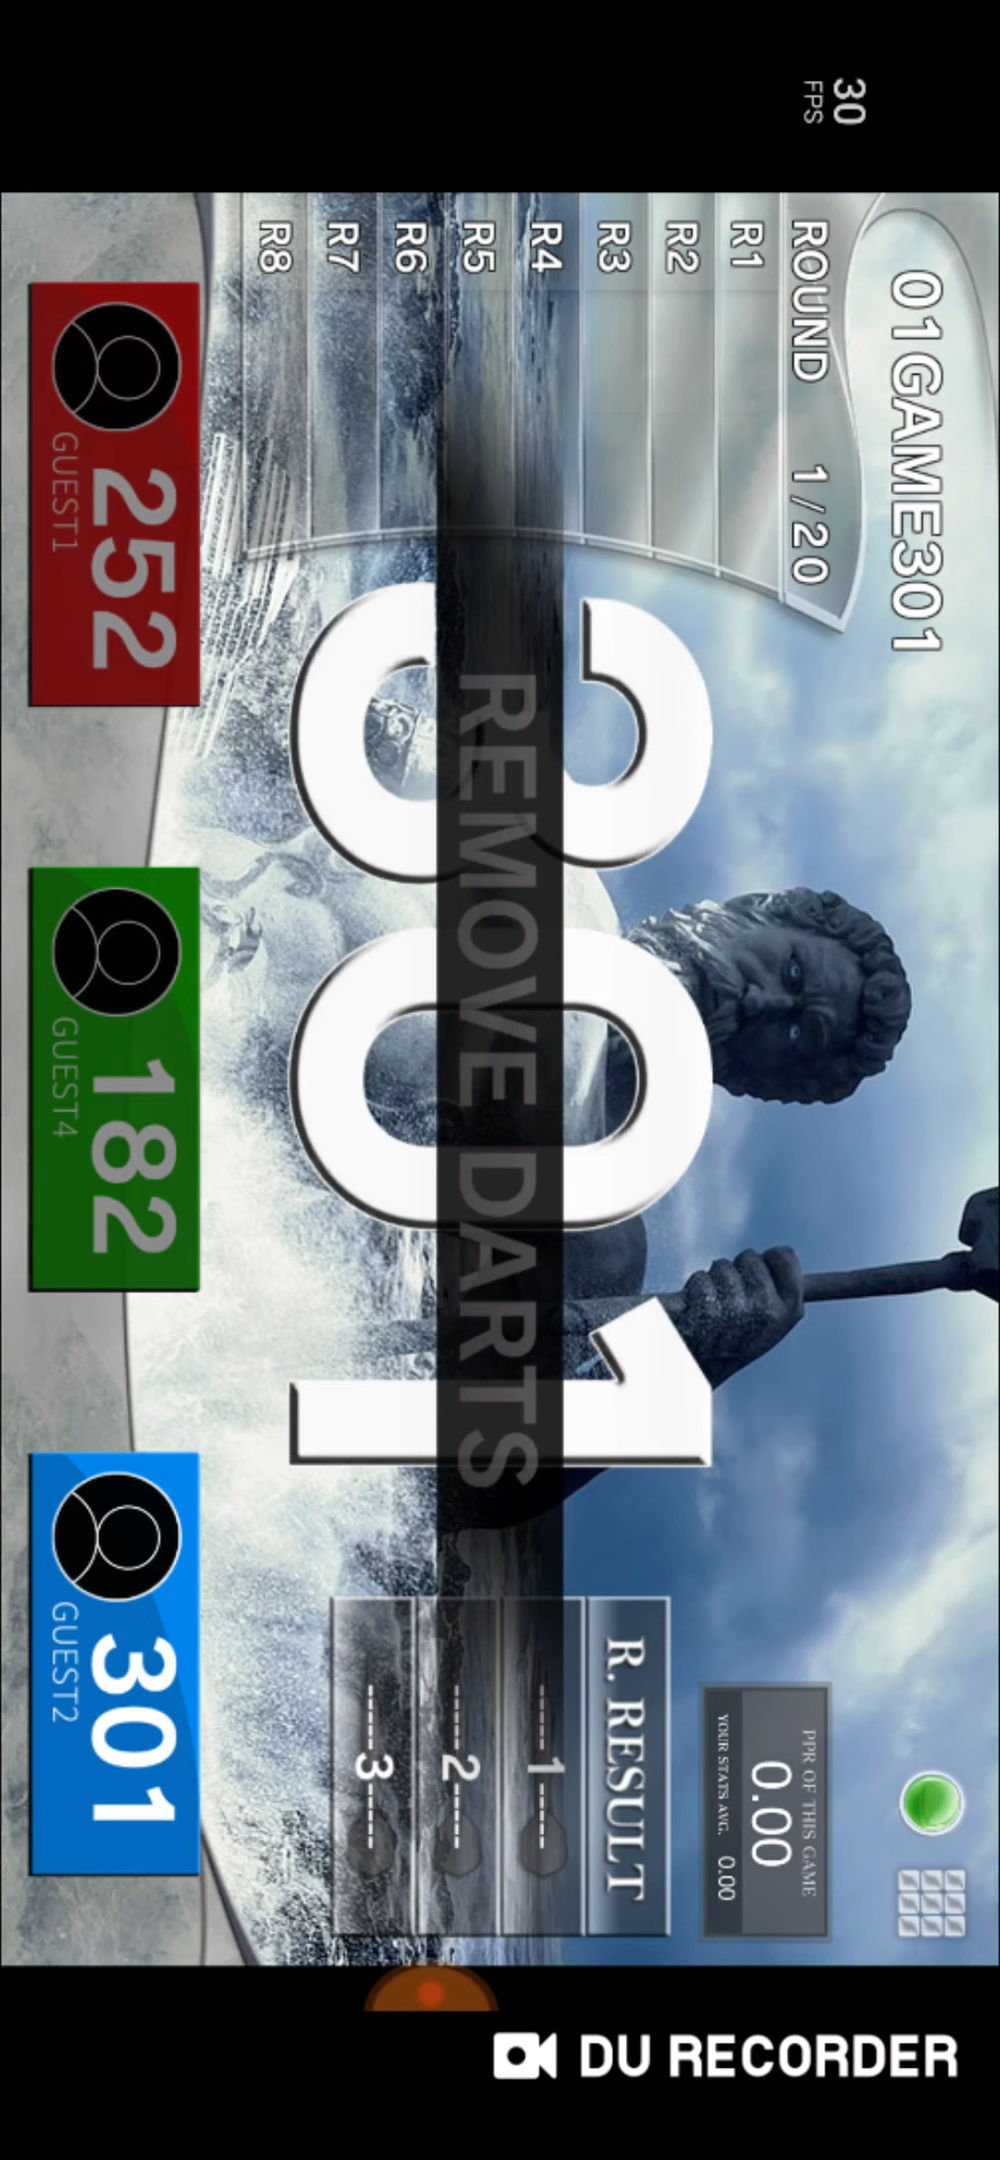 30
FPS
01GAME301
ROUND 1/20
R1
R2
R3
R4
R5
R6
R7
R8
301
REMOVE DARTS
PPR OF THIS GAME
0.00
YOUR STATS AVG. 0.00
R. RESULT
1
2
3
252
GUEST1
182
GUEST4
301
GUEST2
DU RECORDER